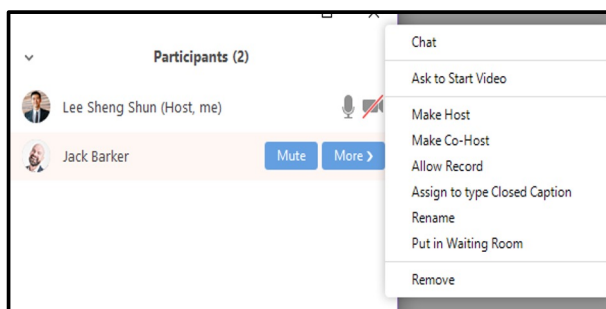 Participants (2)
Lee Sheng Shun (Host, me)
Jack Barker
Mute
More
Chat
Ask to Start Video
Make Host
Make Co-Host
Allow Record
Assign to type Closed Caption
Rename
Put in Waiting Room
Remove